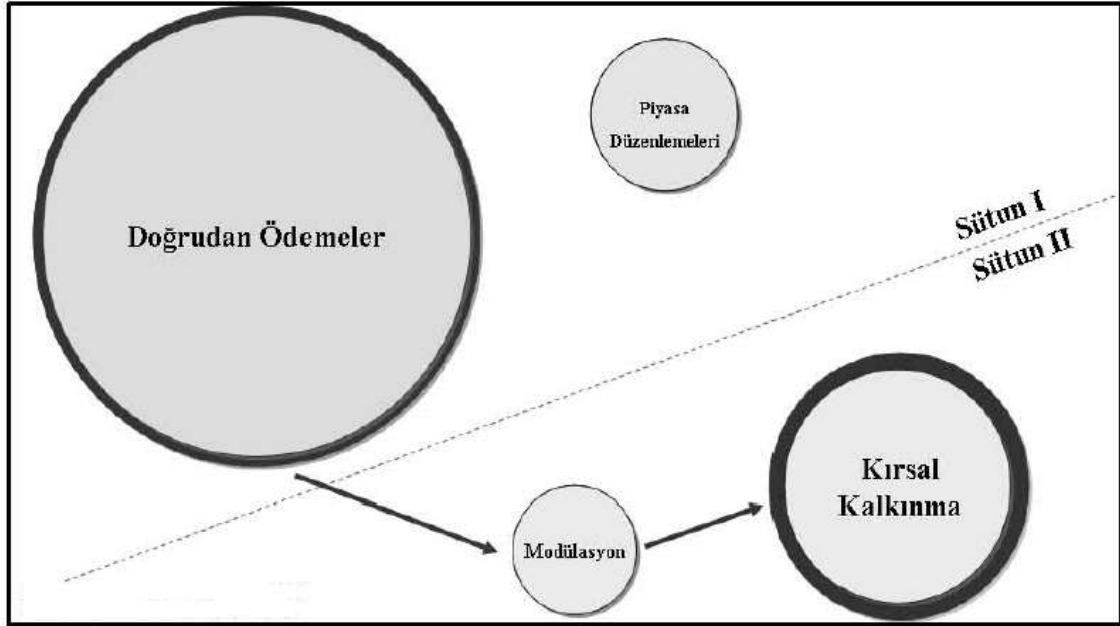 Piyasa
Düzenlemeleri
Doğrudan Ödemeler
Sütun I
Sütun II
Kırsal
Kalkınma
Modülasyon